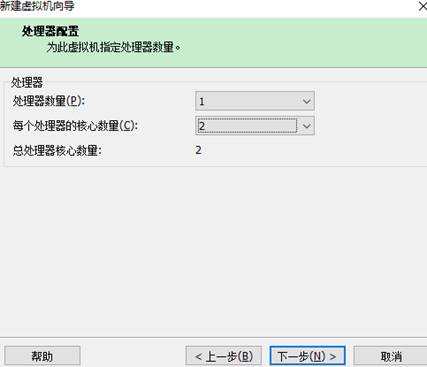 新建虚拟机向导
处理器配置
为此虚拟机指定处理器数量。
处理器
处理器数量(P): 1
每个处理器的核心数量(C): 2
总处理器核心数量: 2
帮助 < 上一步(B) 下一步(N) > 取消